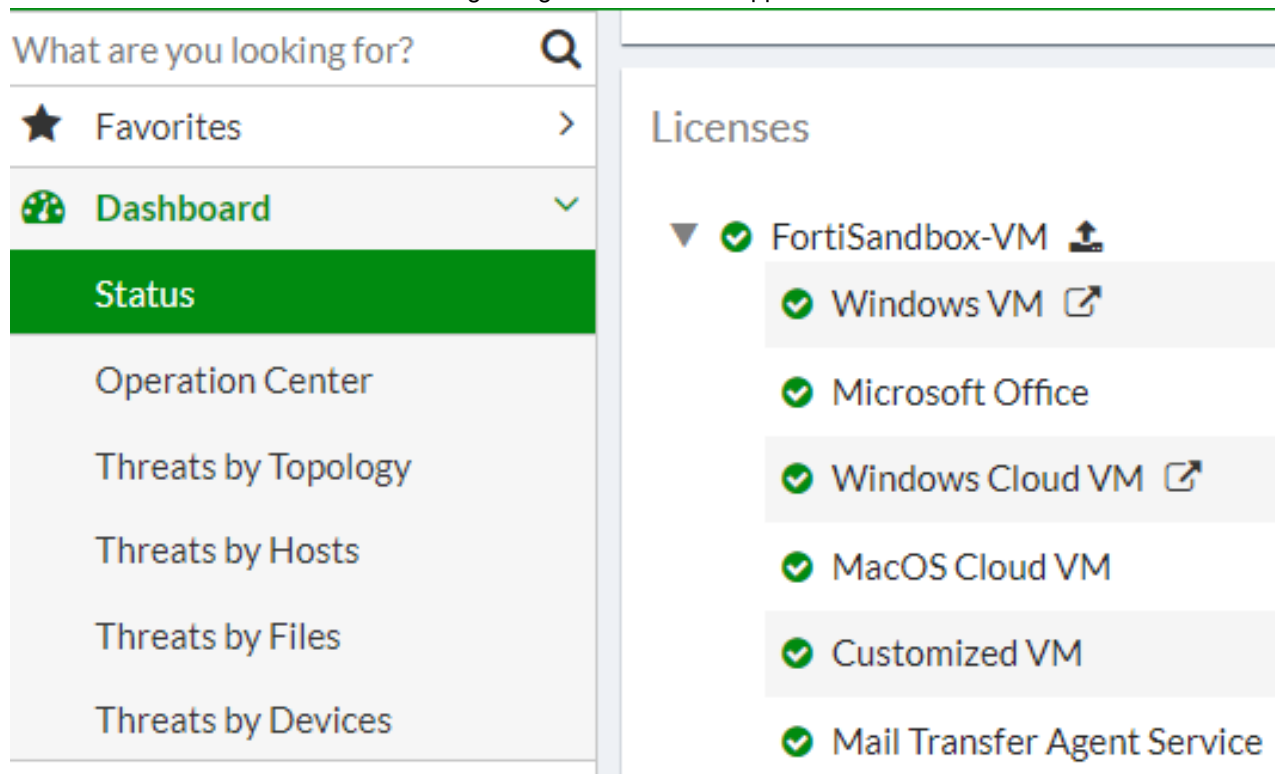 What are you looking for?
Favorites
Dashboard
Status
Operation Center
Threats by Topology
Threats by Hosts
Threats by Files
Threats by Devices
Licenses
FortiSandbox-VM
Windows VM
Microsoft Office
Windows Cloud VM
MacOS Cloud VM
Customized VM
Mail Transfer Agent Service